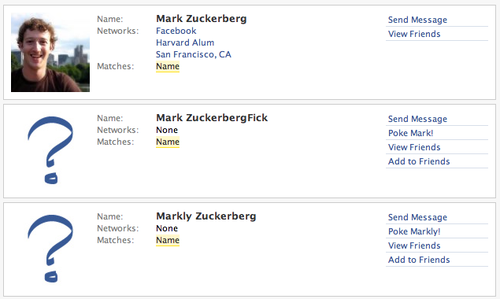 Name: Mark Zuckerberg Send Message
Networks: Facebook View Friends
Harvard Alum
San Francisco, CA
Matches: Name
Name: Mark ZuckerbergFick Send Message
Networks: None Poke Mark!
Matches: Name View Friends
Add to Friends
Name: Markly Zuckerberg Send Message
Networks: None Poke Markly!
Matches: Name View Friends
Add to Friends